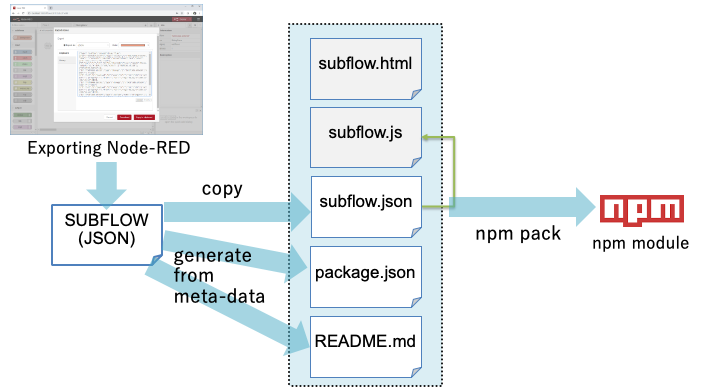 Exporting Node-RED
SUBFLOW
(JSON)
copy
generate
from
meta-data
subflow.html
subflow.js
subflow.json
package.json
README.md
npm pack
npm
npm module